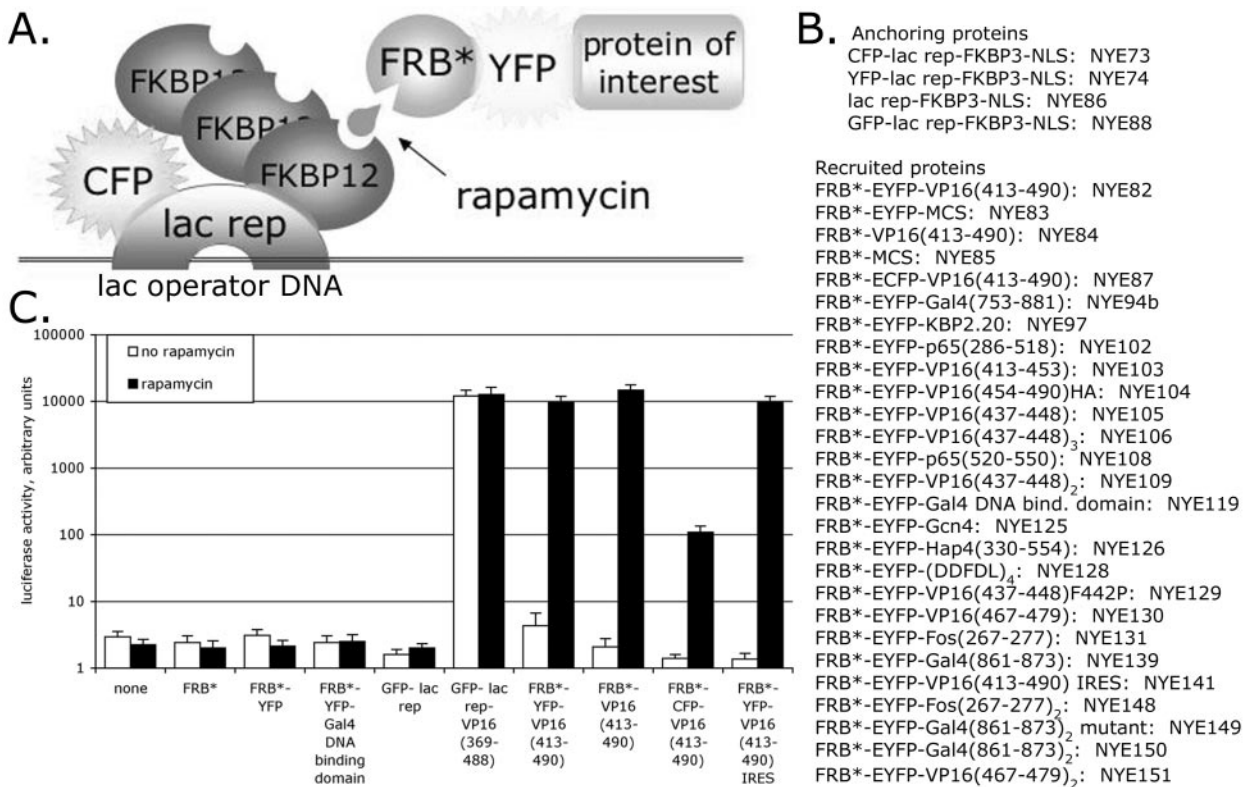 A.
FKBP12
FKBP12
FKBP12
CFP
lac rep
lac operator DNA
FRB*
YFP
protein of
interest
rapamycin
B. Anchoring proteins
CFP-lac rep-FKBP3-NLS: NYE73
YFP-lac rep-FKBP3-NLS: NYE74
lac rep-FKBP3-NLS: NYE86
GFP-lac rep-FKBP3-NLS: NYE88
Recruited proteins
FRB*-EYFP-VP16(413-490): NYE82
FRB*-EYFP-MCS: NYE83
FRB*-VP16(413-490): NYE84
FRB*-MCS: NYE85
FRB*-ECFP-VP16(413-490): NYE87
FRB*-EYFP-Gal4(753-881): NYE94b
FRB*-EYFP-KBP2.20: NYE97
FRB*-EYFP-p65(286-518): NYE102
FRB*-EYFP-VP16(413-453): NYE103
FRB*-EYFP-VP16(454-490)HA: NYE104
FRB*-EYFP-VP16(437-448): NYE105
FRB*-EYFP-VP16(437-448)3: NYE106
FRB*-EYFP-p65(520-550): NYE108
FRB*-EYFP-VP16(437-448)2: NYE109
FRB*-EYFP-Gal4 DNA bind. domain: NYE119
FRB*-EYFP-Gcn4: NYE125
FRB*-EYFP-Hap4(330-554): NYE126
FRB*-EYFP-(DDFDL)4: NYE128
FRB*-EYFP-VP16(437-448)F442P: NYE129
FRB*-EYFP-VP16(467-479): NYE130
FRB*-EYFP-Fos(267-277): NYE131
FRB*-EYFP-Gal4(861-873): NYE139
FRB*-EYFP-VP16(413-490) IRES: NYE141
FRB*-EYFP-Fos(267-277)2: NYE148
FRB*-EYFP-Gal4(861-873)2 mutant: NYE149
FRB*-EYFP-Gal4(861-873)2: NYE150
FRB*-EYFP-VP16(467-479)2: NYE151
C.
luciferase activity, arbitrary units
100000
10000
1000
100
10
1
no rapamycin
rapamycin
none
FRB*
FRB*-
YFP
FRB*-
YFP-
Gal4
DNA
binding
domain
GFP- lac
rep
GFP- lac
rep-
VP16
(369-
488)
FRB*-
YFP-
VP16
(413-
490)
FRB*-
VP16
(413-
490)
FRB*-
CFP-
VP16
(413-
490)
FRB*-
YFP-
VP16
(413-
490)
IRES